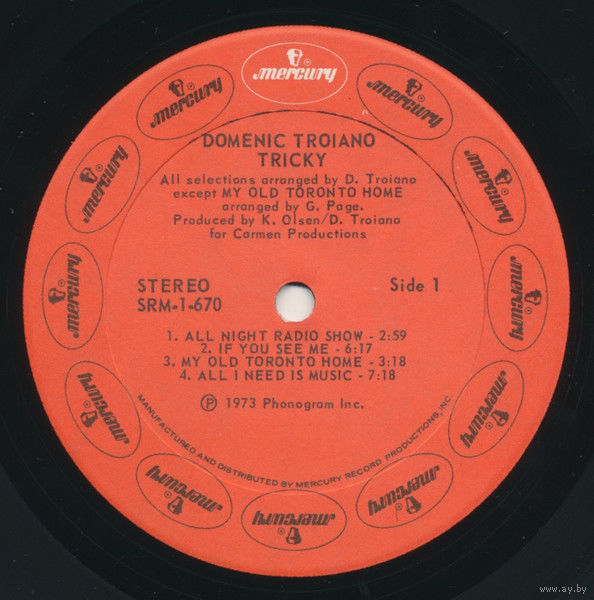 mercury
mercury
mercury
mercury
mercury
mercury
mercury
mercury
mercury
mercury
mercury
mercury
DOMENIC TROIANO
TRICKY
All selections arranged by D. Troiano
except MY OLD TORONTO HOME
arranged by G. Page.
Produced by K. Olsen/D. Troiano
for Carmen Productions
STEREO
SRM-1-670
Side 1
1. ALL NIGHT RADIO SHOW - 2:59
2. IF YOU SEE ME - 6:17
3. MY OLD TORONTO HOME - 3:18
4. ALL I NEED IS MUSIC - 7:18
Ⓟ 1973 Phonogram Inc.
MANUFACTURED AND DISTRIBUTED BY MERCURY RECORD PRODUCTIONS, INC.
www.ay.by